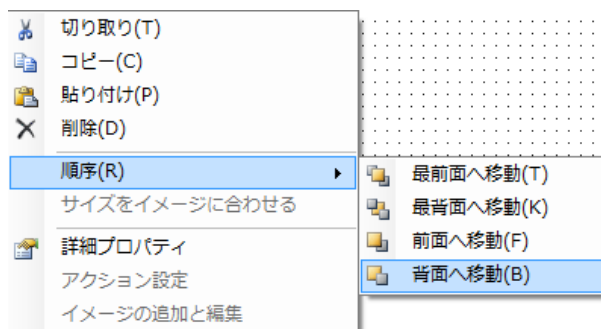 切り取り(T)
コピー(C)
貼り付け(P)
削除(D)
順序(R)
サイズをイメージに合わせる
詳細プロパティ
アクション設定
イメージの追加と編集
最前面へ移動(T)
最背面へ移動(K)
前面へ移動(F)
背面へ移動(B)